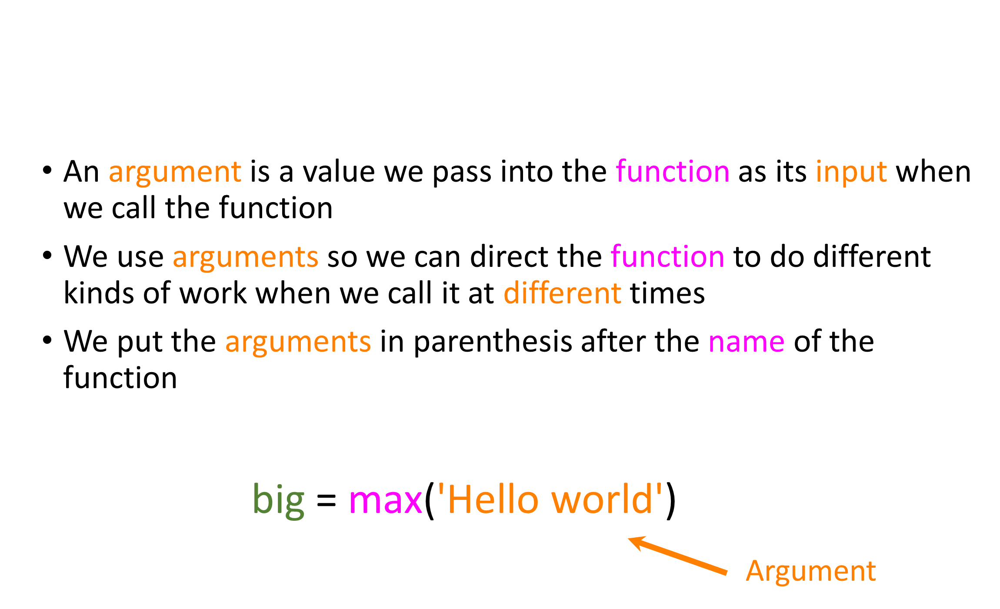 • An argument is a value we pass into the function as its input when
we call the function
• We use arguments so we can direct the function to do different
kinds of work when we call it at different times
• We put the arguments in parenthesis after the name of the
function
big = max('Hello world')
Argument